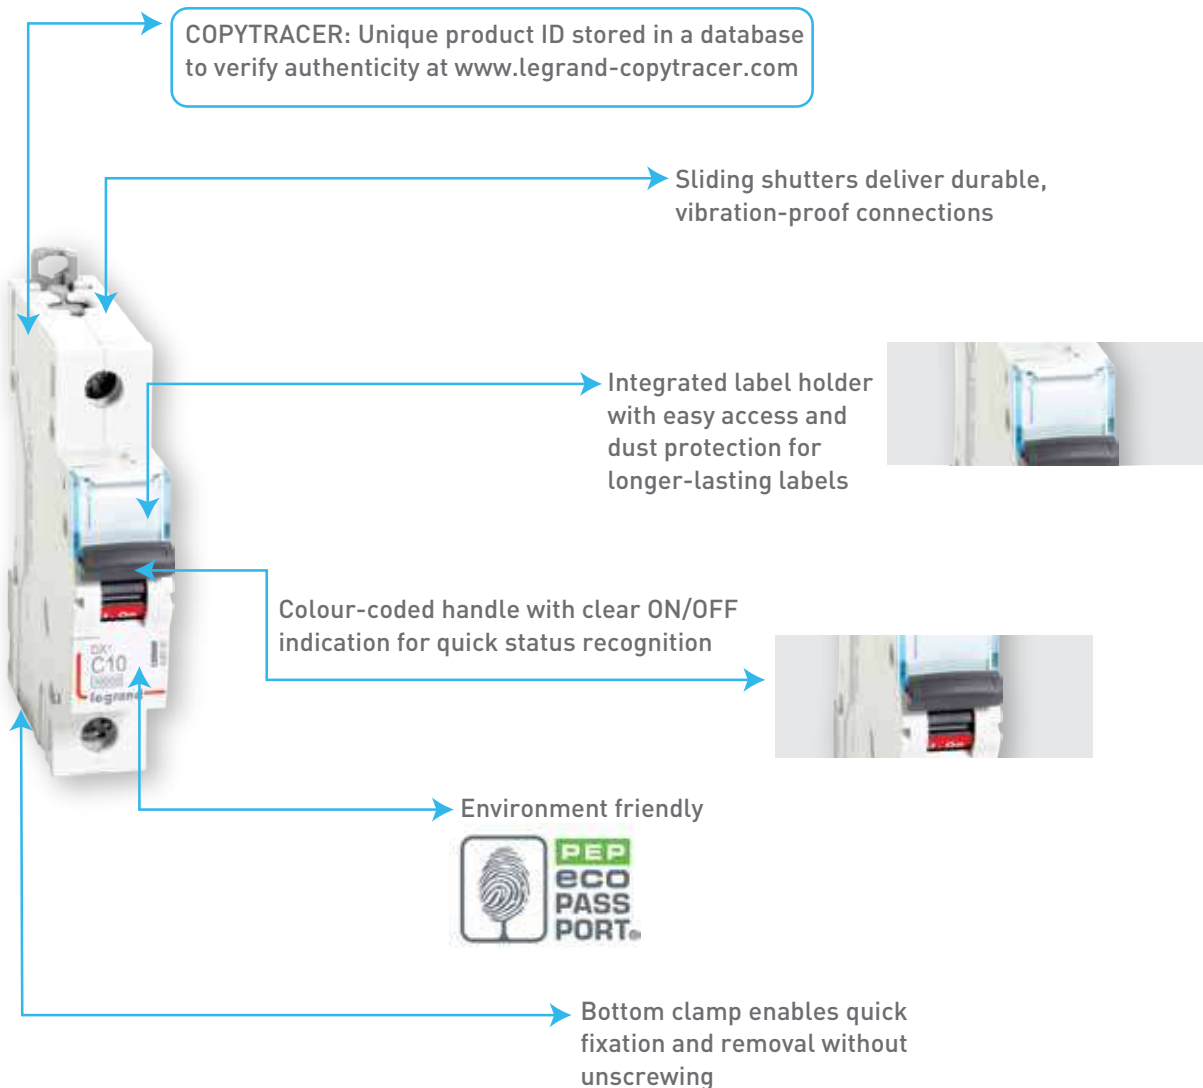 COPYTRACER: Unique product ID stored in a database
to verify authenticity at www.legrand-copytracer.com
Sliding shutters deliver durable,
vibration-proof connections
Integrated label holder
with easy access and
dust protection for
longer-lasting labels
Colour-coded handle with clear ON/OFF
indication for quick status recognition
DX³
C10
legrand
Environment friendly
PEP
eco
PASS
PORT®
Bottom clamp enables quick
fixation and removal without
unscrewing